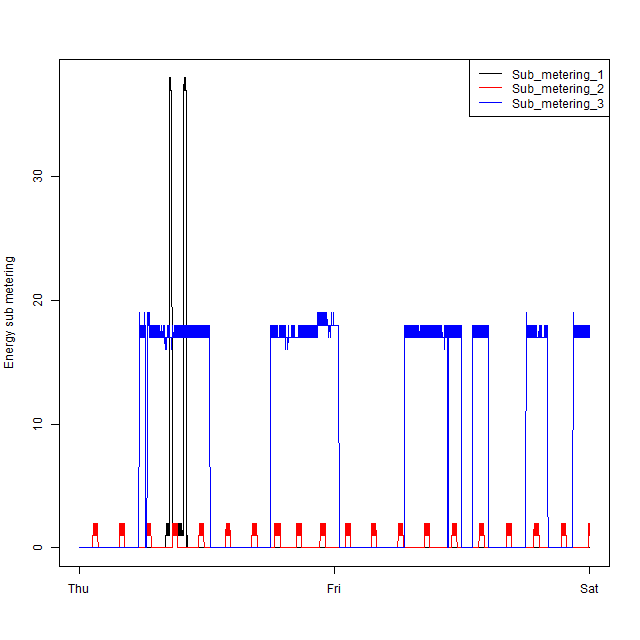 Sub_metering_1
Sub_metering_2
Sub_metering_3
Energy sub metering
30
20
10
0
Thu
Fri
Sat